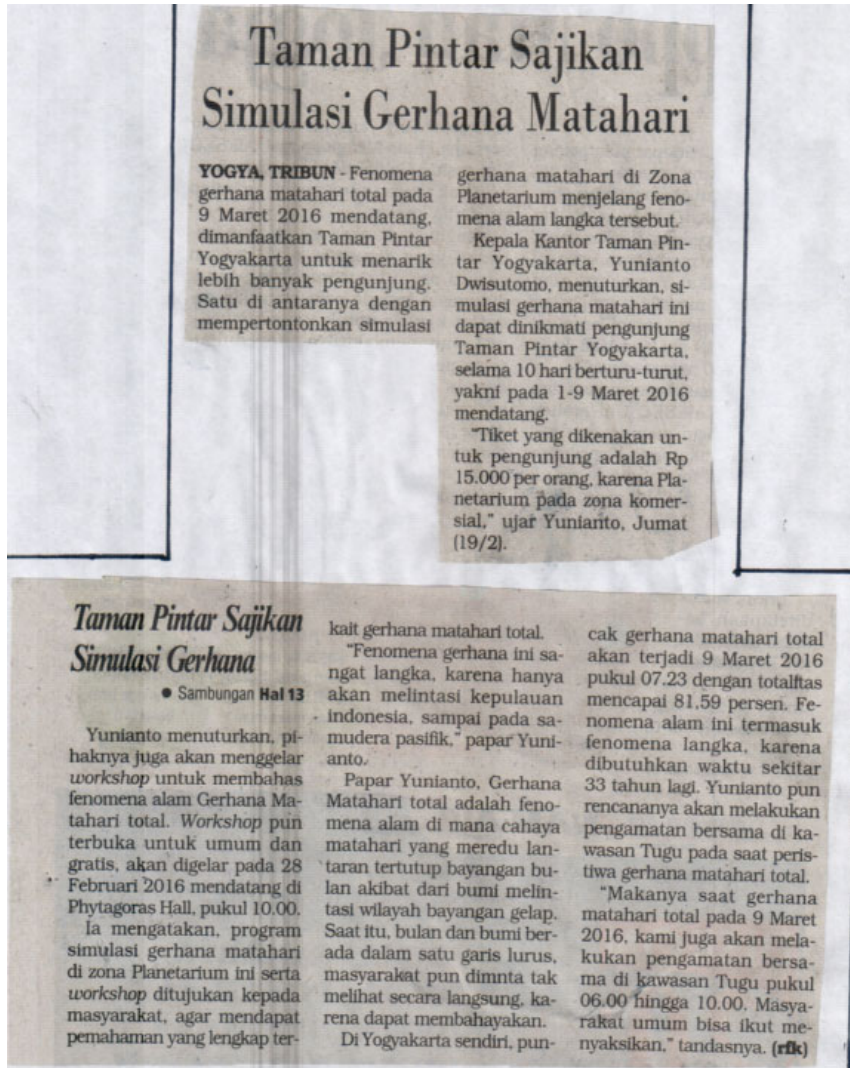 Taman Pintar Sajikan
Simulasi Gerhana Matahari
YOGYA, TRIBUN - Fenomena
gerhana matahari total pada
9 Maret 2016 mendatang,
dimanfaatkan Taman Pintar
Yogyakarta untuk menarik
lebih banyak pengunjung.
Satu di antaranya dengan
mempertontonkan simulasi
gerhana matahari di Zona
Planetarium menjelang feno-
mena alam langka tersebut.
Kepala Kantor Taman Pin-
tar Yogyakarta, Yunianto
Dwisutomo, menuturkan, si-
mulasi gerhana matahari ini
dapat dinikmati pengunjung
Taman Pintar Yogyakarta,
selama 10 hari berturu-turut,
yakni pada 1-9 Maret 2016
mendatang.
"Tiket yang dikenakan un-
tuk pengunjung adalah Rp
15.000 per orang, karena Pla-
netarium pada zona komer-
sial," ujar Yunianto, Jumat
(19/2).
Taman Pintar Sajikan
Simulasi Gerhana
● Sambungan Hal 13
Yunianto menuturkan, pi-
haknya juga akan menggelar
workshop untuk membahas
fenomena alam Gerhana Ma-
tahari total. Workshop pun
terbuka untuk umum dan
gratis, akan digelar pada 28
Februari 2016 mendatang di
Phytagoras Hall, pukul 10.00.
Ia mengatakan, program
simulasi gerhana matahari
di zona Planetarium ini serta
workshop ditujukan kepada
masyarakat, agar mendapat
pemahaman yang lengkap ter-
kait gerhana matahari total.
"Fenomena gerhana ini sa-
ngat langka, karena hanya
akan melintasi kepulauan
indonesia, sampai pada sa-
mudera pasifik," papar Yuni-
anto.
Papar Yunianto, Gerhana
Matahari total adalah feno-
mena alam di mana cahaya
matahari yang meredu lan-
taran tertutup bayangan bu-
lan akibat dari bumi melin-
tasi wilayah bayangan gelap.
Saat itu, bulan dan bumi ber-
ada dalam satu garis lurus,
masyarakat pun dimnta tak
melihat secara langsung, ka-
rena dapat membahayakan.
Di Yogyakarta sendiri, pun-
cak gerhana matahari total
akan terjadi 9 Maret 2016
pukul 07.23 dengan totalftas
mencapai 81,59 persen. Fe-
nomena alam ini termasuk
fenomena langka, karena
dibutuhkan waktu sekitar
33 tahun lagi. Yunianto pun
rencananya akan melakukan
pengamatan bersama di ka-
wasan Tugu pada saat peris-
tiwa gerhana matahari total.
"Makanya saat gerhana
matahari total pada 9 Maret
2016, kami juga akan mela-
kukan pengamatan bersa-
ma di kawasan Tugu pukul
06.00 hingga 10.00. Masya-
rakat umum bisa ikut me-
nyaksikan," tandasnya. (rfk)